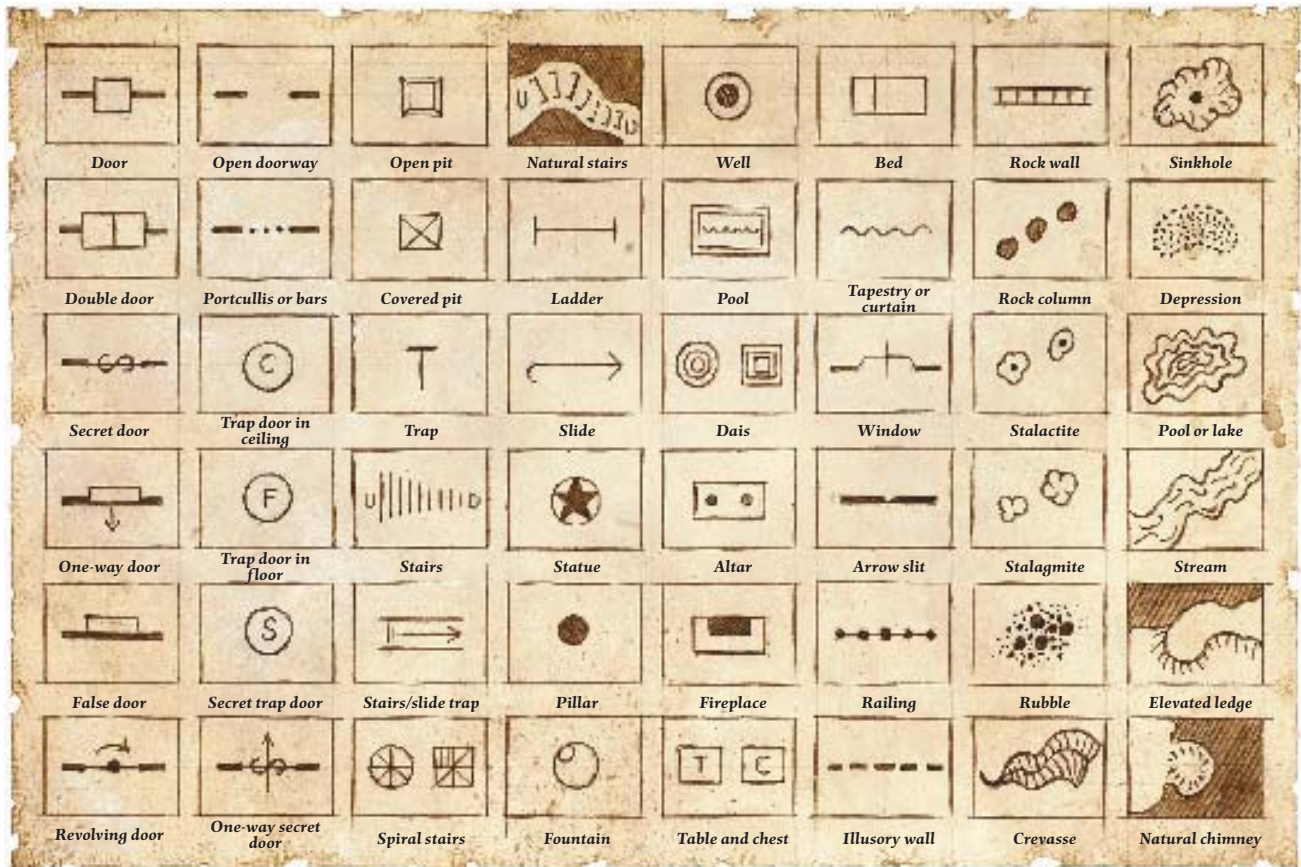 Door
Open doorway
Open pit
U
D
Natural stairs
Well
Bed
Rock wall
Sinkhole
Double door
Portcullis or bars
Covered pit
Ladder
Pool
Tapestry or
curtain
Rock column
Depression
S
Secret door
C
Trap door in
ceiling
T
Trap
Slide
Dais
Window
Stalactite
Pool or lake
One-way door
F
Trap door in
floor
U
D
Stairs
Statue
Altar
Arrow slit
Stalagmite
Stream
False door
S
Secret trap door
Stairs/slide trap
Pillar
Fireplace
Railing
Rubble
Elevated ledge
Revolving door
S
One-way secret
door
Spiral stairs
Fountain
T C
Table and chest
Illusory wall
Crevasse
Natural chimney